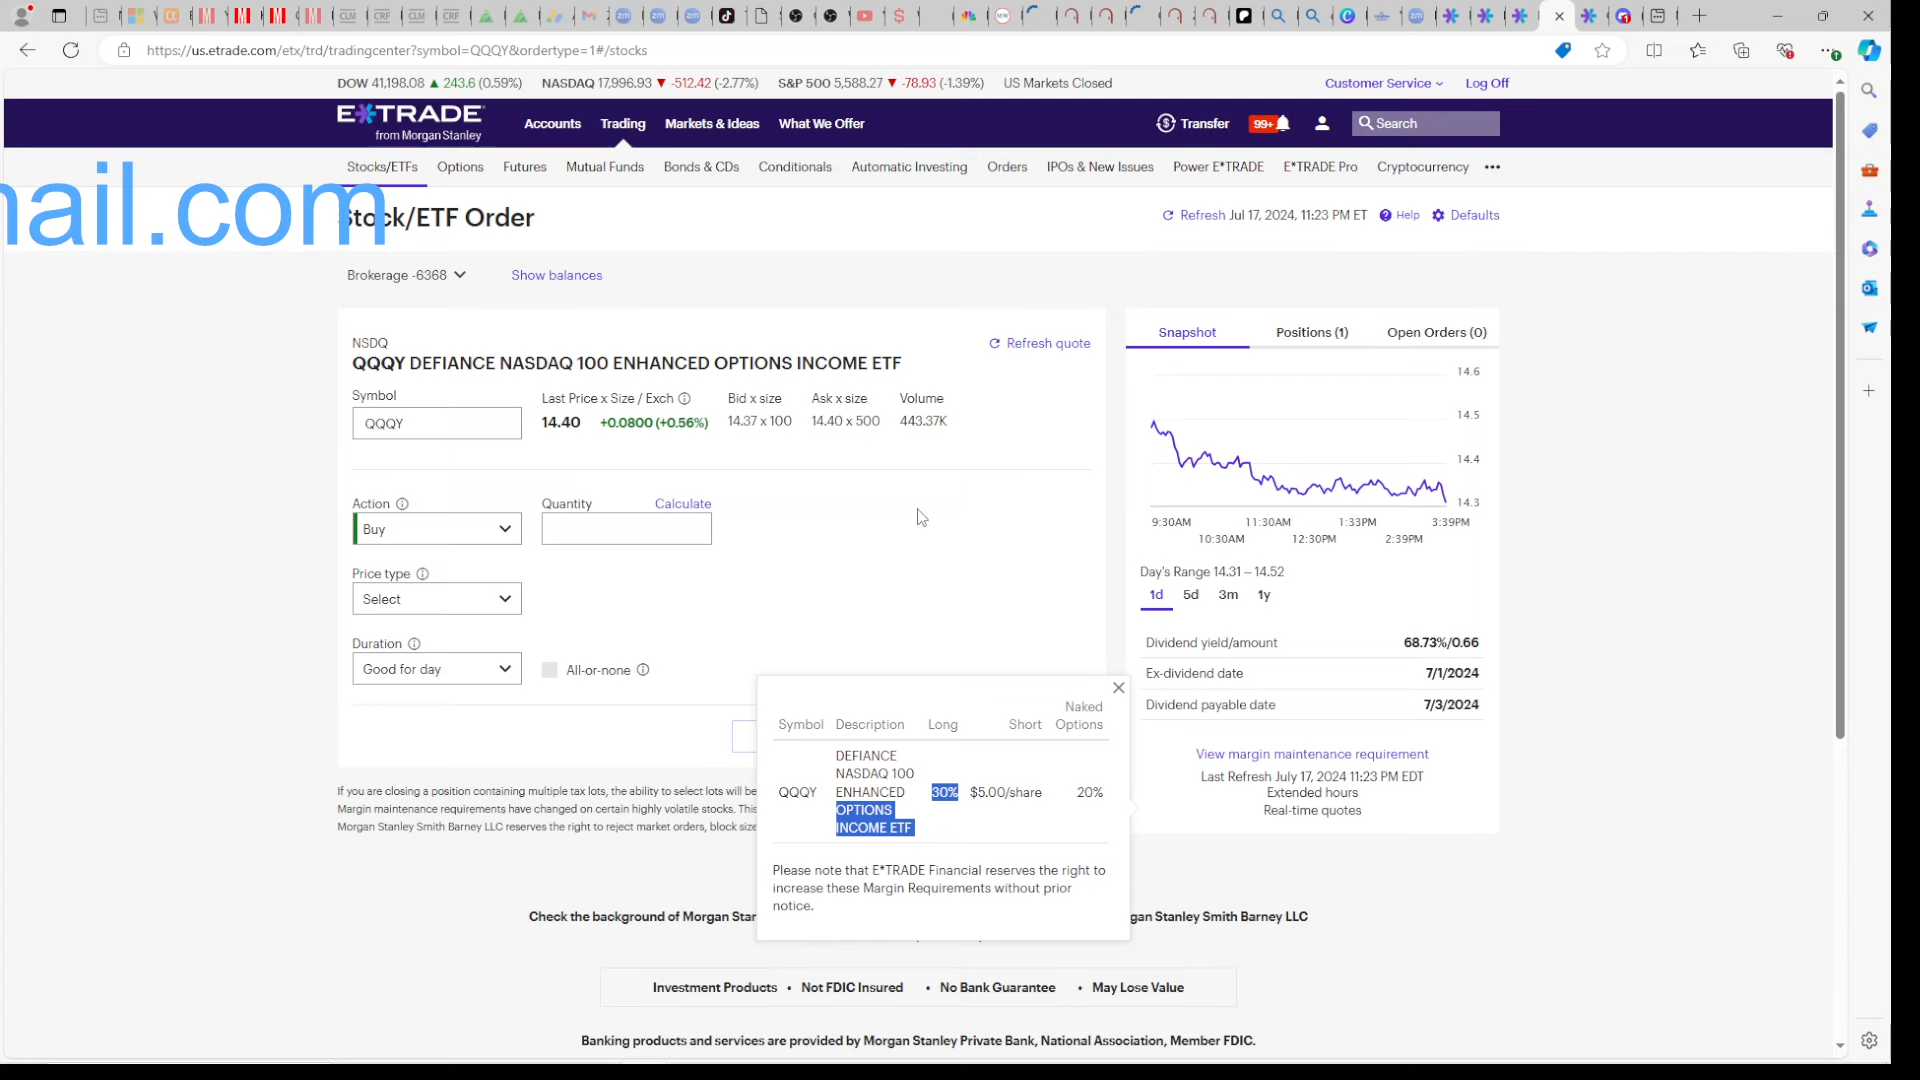 https://us.etrade.com/etx/trd/tradingcenter?symbol=QQQY&ordertype=1#/stocks
DOW 41,198.08 ▲ 243.6 (0.59%) NASDAQ 17,996.93 ▼ -512.42 (-2.77%) S&P 500 5,588.27 ▼ -78.93 (-1.39%) US Markets Closed Customer Service Log Off
E*TRADE
from Morgan Stanley
Accounts Trading Markets & Ideas What We Offer Transfer 99+ Search
Stocks/ETFs Options Futures Mutual Funds Bonds & CDs Conditionals Automatic Investing Orders IPOs & New Issues Power E*TRADE E*TRADE Pro Cryptocurrency •••
mail.com
Stock/ETF Order
Refresh Jul 17, 2024, 11:23 PM ET Help Defaults
Brokerage -6368 Show balances
NSDQ
Refresh quote
QQQY DEFIANCE NASDAQ 100 ENHANCED OPTIONS INCOME ETF
Symbol Last Price x Size / Exch Bid x size Ask x size Volume
QQQY 14.40 +0.0800 (+0.56%) 14.37 x 100 14.40 x 500 443.37K
Action Quantity Calculate
Buy
Price type
Select
Duration
Good for day All-or-none
Snapshot Positions (1) Open Orders (0)
14.6
14.5
14.4
14.3
9:30AM 11:30AM 1:33PM 3:39PM
10:30AM 12:30PM 2:39PM
Day's Range 14.31 – 14.52
1d 5d 3m 1y
Dividend yield/amount 68.73%/0.66
Ex-dividend date 7/1/2024
Dividend payable date 7/3/2024
View margin maintenance requirement
Last Refresh July 17, 2024 11:23 PM EDT
Extended hours
Real-time quotes
Symbol Description Long Short Naked Options
QQQY DEFIANCE NASDAQ 100 ENHANCED OPTIONS INCOME ETF 30% $5.00/share 20%
Please note that E*TRADE Financial reserves the right to
increase these Margin Requirements without prior
notice.
If you are closing a position containing multiple tax lots, the ability to select lots will be
Margin maintenance requirements have changed on certain highly volatile stocks. This
Morgan Stanley Smith Barney LLC reserves the right to reject market orders, block size
Check the background of Morgan Stanley Smith Barney LLC
Investment Products • Not FDIC Insured • No Bank Guarantee • May Lose Value
Banking products and services are provided by Morgan Stanley Private Bank, National Association, Member FDIC.